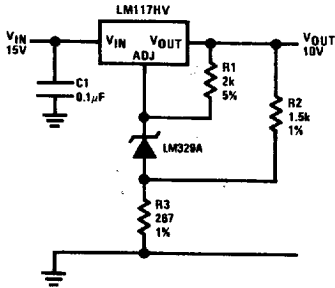 LM117HV
VIN
15V
VIN
VOUT
ADJ
VOUT
10V
C1
0.1μF
R1
2k
5%
R2
1.5k
1%
LM329A
R3
267
1%